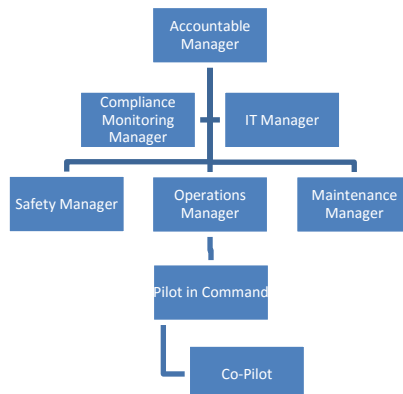 Accountable
Manager
Compliance
Monitoring
Manager
IT Manager
Safety Manager
Operations
Manager
Maintenance
Manager
Pilot in Command
Co-Pilot